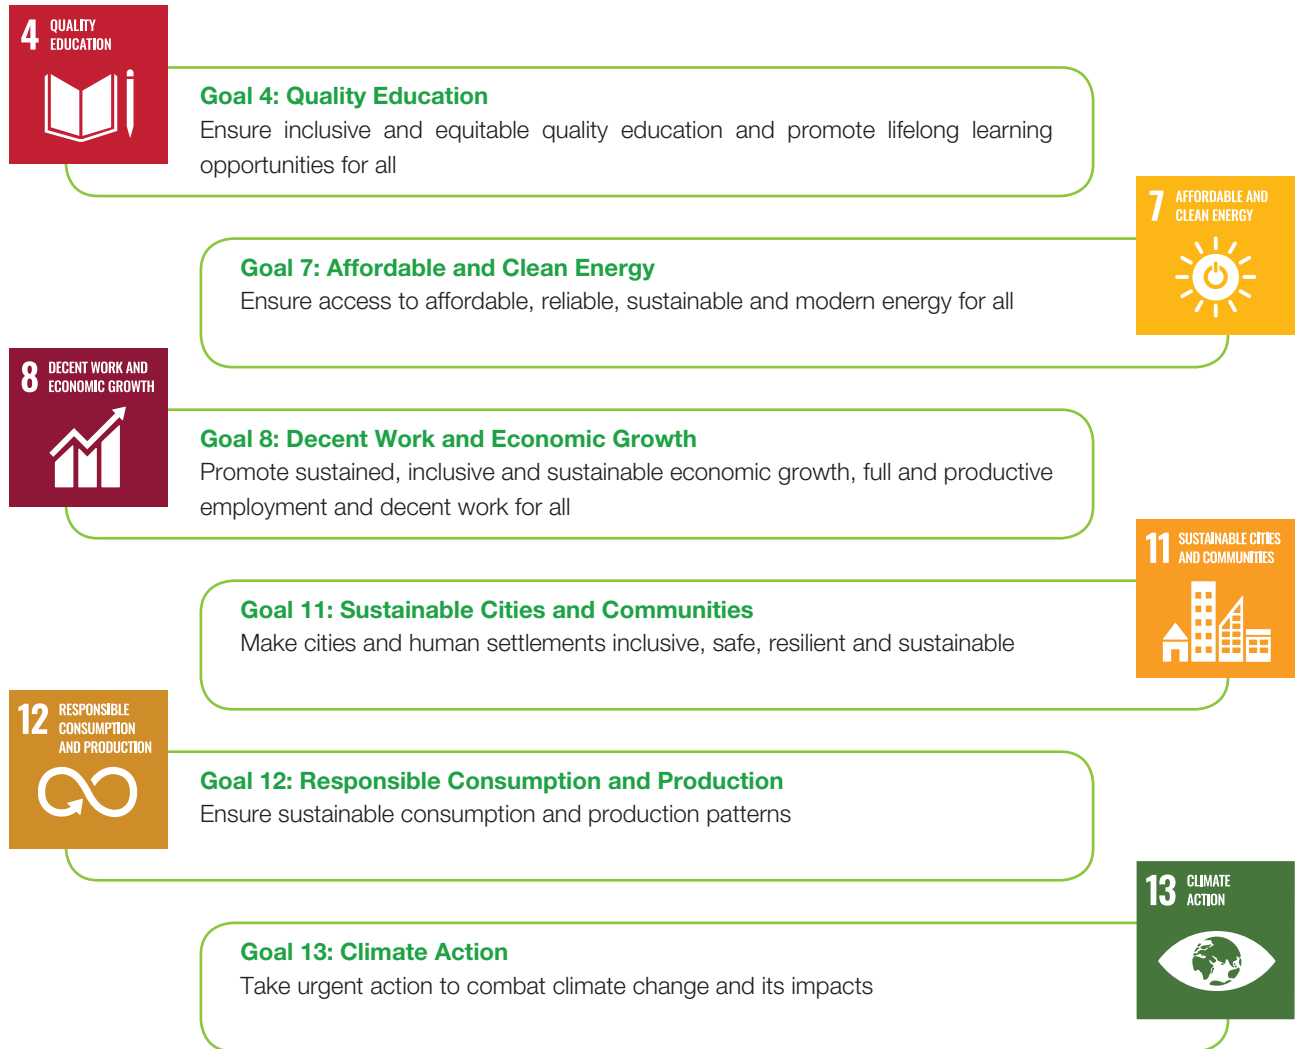 4 QUALITY
EDUCATION
Goal 4: Quality Education
Ensure inclusive and equitable quality education and promote lifelong learning
opportunities for all
7 AFFORDABLE AND
CLEAN ENERGY
Goal 7: Affordable and Clean Energy
Ensure access to affordable, reliable, sustainable and modern energy for all
8 DECENT WORK AND
ECONOMIC GROWTH
Goal 8: Decent Work and Economic Growth
Promote sustained, inclusive and sustainable economic growth, full and productive
employment and decent work for all
11 SUSTAINABLE CITIES
AND COMMUNITIES
Goal 11: Sustainable Cities and Communities
Make cities and human settlements inclusive, safe, resilient and sustainable
12 RESPONSIBLE
CONSUMPTION
AND PRODUCTION
Goal 12: Responsible Consumption and Production
Ensure sustainable consumption and production patterns
13 CLIMATE
ACTION
Goal 13: Climate Action
Take urgent action to combat climate change and its impacts